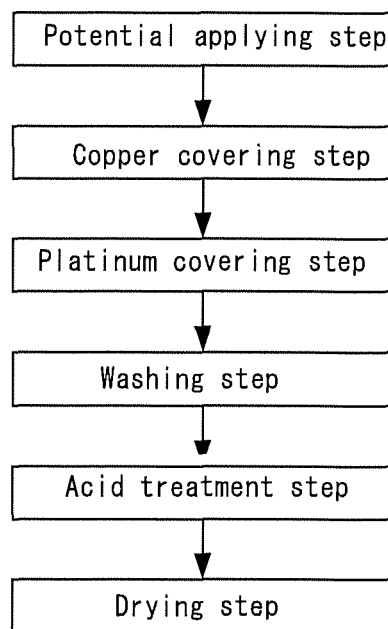 Potential applying step
Copper covering step
Platinum covering step
Washing step
Acid treatment step
Drying step